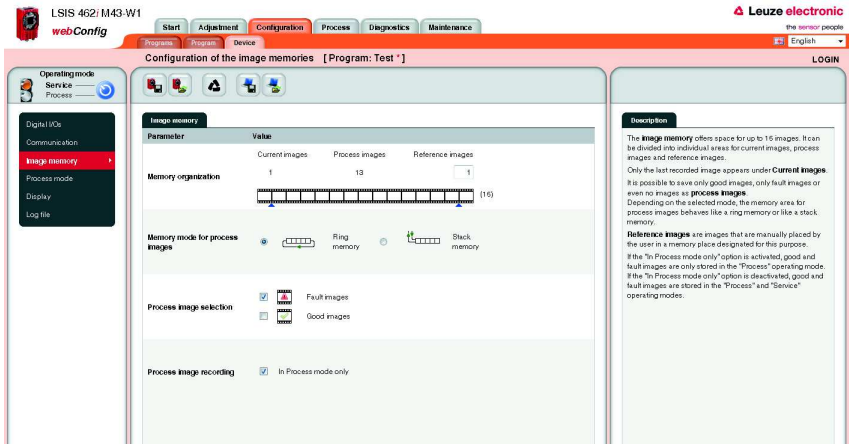 LSIS 462i M43-W1
webConfig
Start Adjustment Configuration Process Diagnostics Maintenance
Leuze electronic
the sensor people
Programs Program Device
English
Configuration of the image memories [Program: Test *]
LOGIN
Operating mode
Service
Process
Digital I/Os
Communication
Image memory
Process mode
Display
Log file
Image memory
Parameter Value
Current images Process images Reference images
Memory organization
1 13 1
(16)
Memory mode for process images
Ring memory
Stack memory
Process image selection
Fault images
Good images
Process image recording
In Process mode only
Description
The image memory offers space for up to 16 images. It can
be divided into individual areas for current images, process
images and reference images.
Only the last recorded image appears under Current images.
It is possible to save only good images, only fault images or
even no images as process images.
Depending on the selected mode, the memory area for
process images behaves like a ring memory or like a stack
memory.
Reference images are images that are manually placed by
the user in a memory place designated for this purpose.
If the "In Process mode only" option is activated, good and
fault images are only stored in the "Process" operating mode.
If the "In Process mode only" option is deactivated, good and
fault images are stored in the "Process" and "Service"
operating modes.